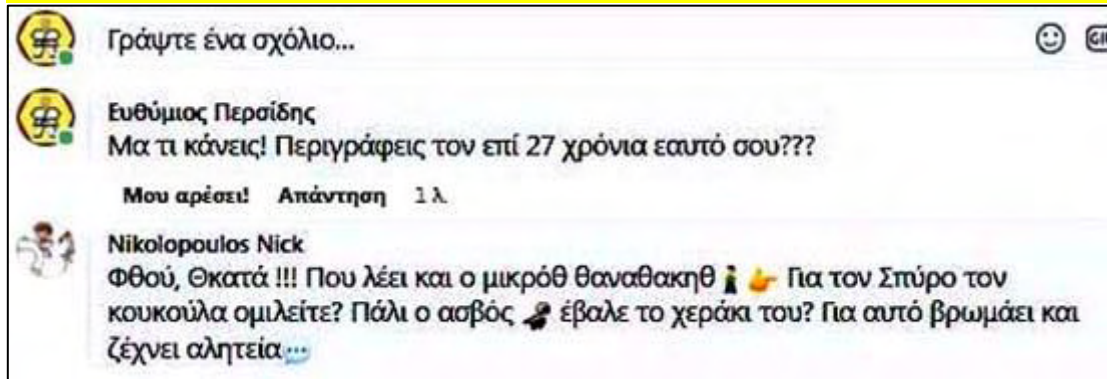 Γράψτε ένα σχόλιο...
GIF
Ευθύμιος Περσίδης
Μα τι κάνεις! Περιγράφεις τον επί 27 χρόνια εαυτό σου???
Μου αρέσει! Απάντηση 1 λ.
Nikolopoulos Nick
Φθού, Θκατά !!! Που λέει και ο μικρόθ θαναθακηθ 🧍‍♂️ 👉 Για τον Σπύρο τον
κουκούλα ομιλείτε? Πάλι ο ασβός 🦨 έβαλε το χεράκι του? Για αυτό βρωμάει και
ζέχνει αλητεία 💬